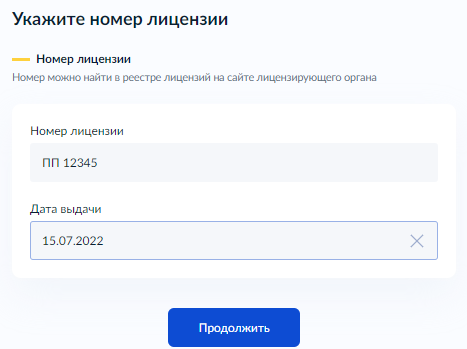 Укажите номер лицензии
Номер лицензии
Номер можно найти в реестре лицензий на сайте лицензирующего органа
Номер лицензии
ПП 12345
Дата выдачи
15.07.2022
Продолжить